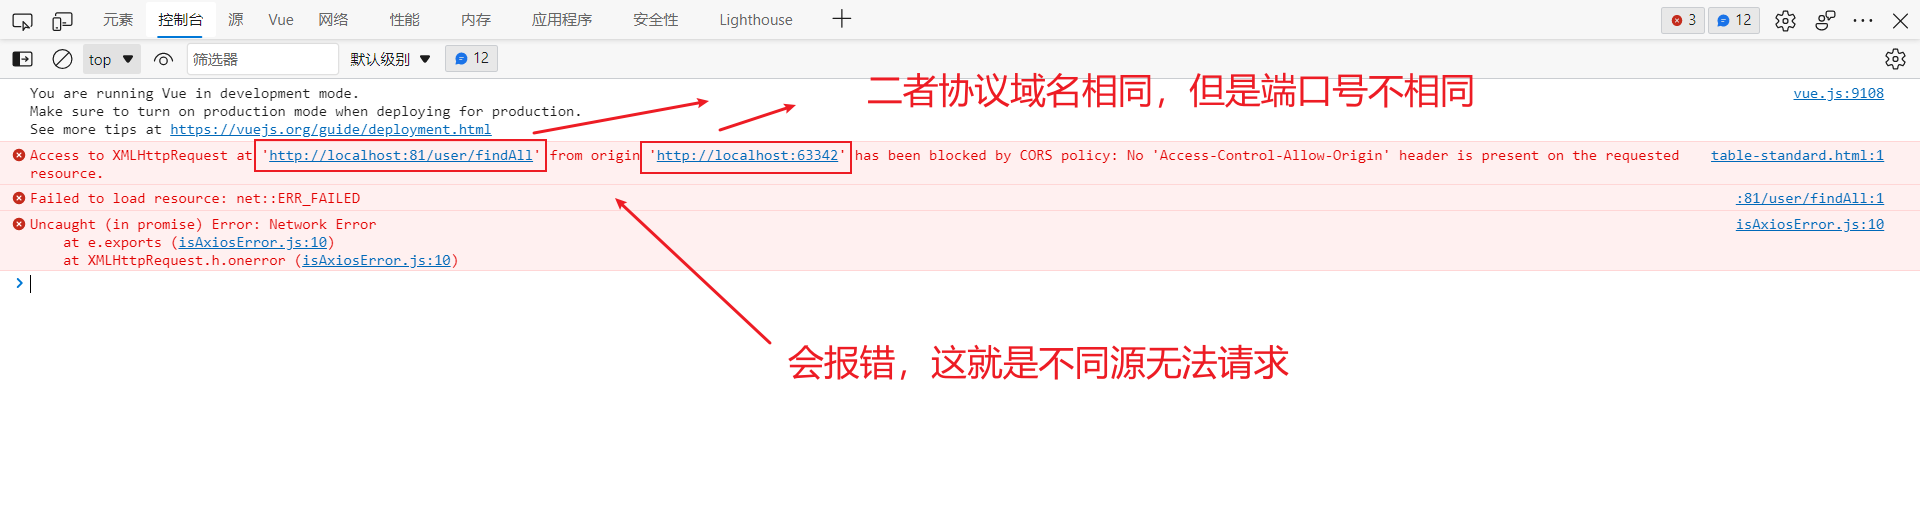 元素 控制台 源 Vue 网络 性能 内存 应用程序 安全性 Lighthouse 3 12
top 筛选器 默认级别 12
二者协议域名相同，但是端口号不相同
You are running Vue in development mode. vue.js:9108
Make sure to turn on production mode when deploying for production.
See more tips at https://vuejs.org/guide/deployment.html
Access to XMLHttpRequest at 'http://localhost:81/user/findAll' from origin 'http://localhost:63342' has been blocked by CORS policy: No 'Access-Control-Allow-Origin' header is present on the requested table-standard.html:1
resource.
Failed to load resource: net::ERR_FAILED :81/user/findAll:1
Uncaught (in promise) Error: Network Error isAxiosError.js:10
at e.exports (isAxiosError.js:10)
at XMLHttpRequest.h.onerror (isAxiosError.js:10)
会报错，这就是不同源无法请求